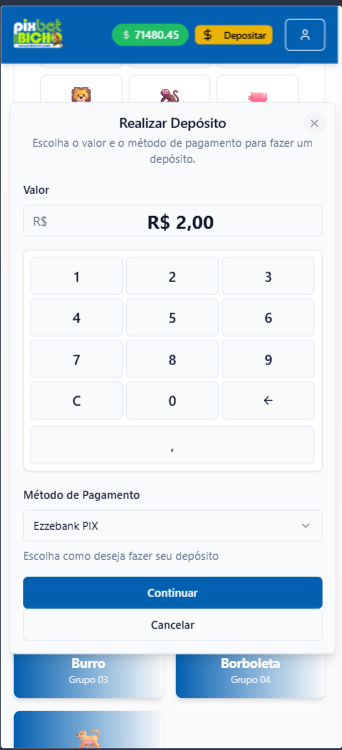 pixbet
BICHO
$ 71480.45
$ Depositar
Realizar Depósito
Escolha o valor e o método de pagamento para fazer um
depósito.
Valor
R$ R$ 2,00
1 2 3
4 5 6
7 8 9
C 0 ←
,
Método de Pagamento
Ezzebank PIX
Escolha como deseja fazer seu depósito
Continuar
Cancelar
Burro Borboleta
Grupo 03 Grupo 04